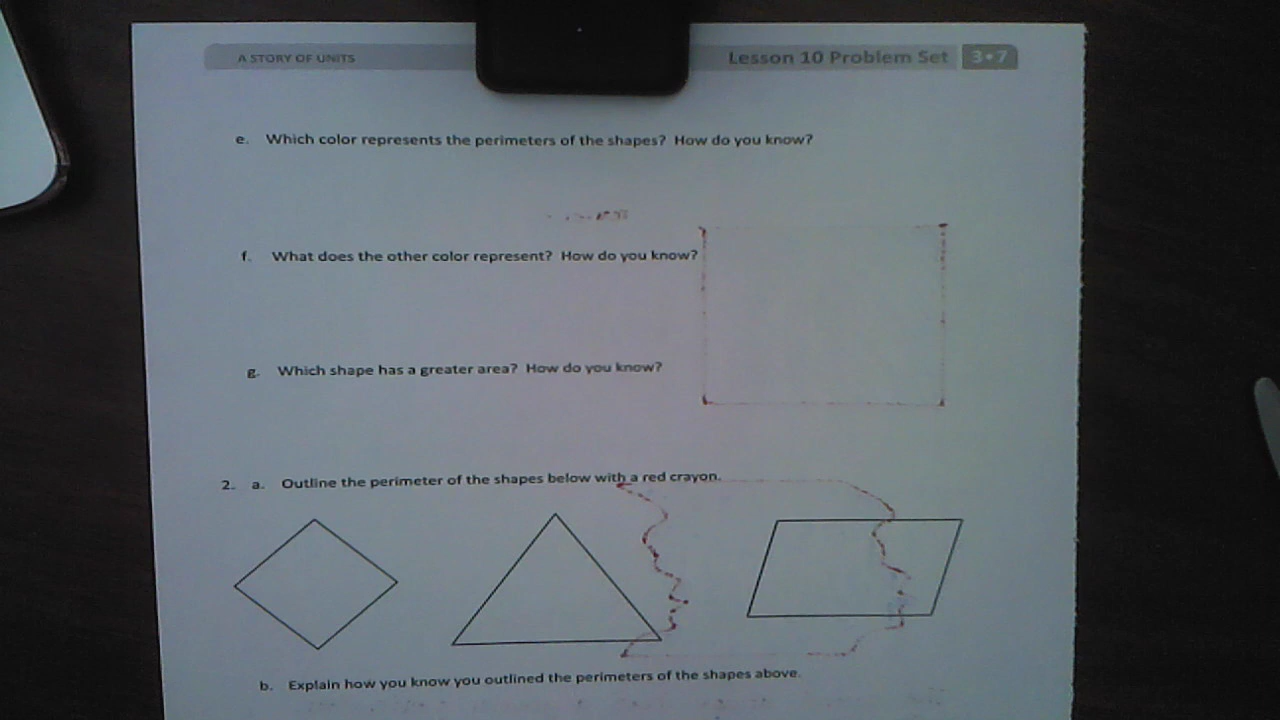 A STORY OF UNITS
Lesson 10 Problem Set 3•7
e. Which color represents the perimeters of the shapes? How do you know?
f. What does the other color represent? How do you know?
g. Which shape has a greater area? How do you know?
2. a. Outline the perimeter of the shapes below with a red crayon.
b. Explain how you know you outlined the perimeters of the shapes above.